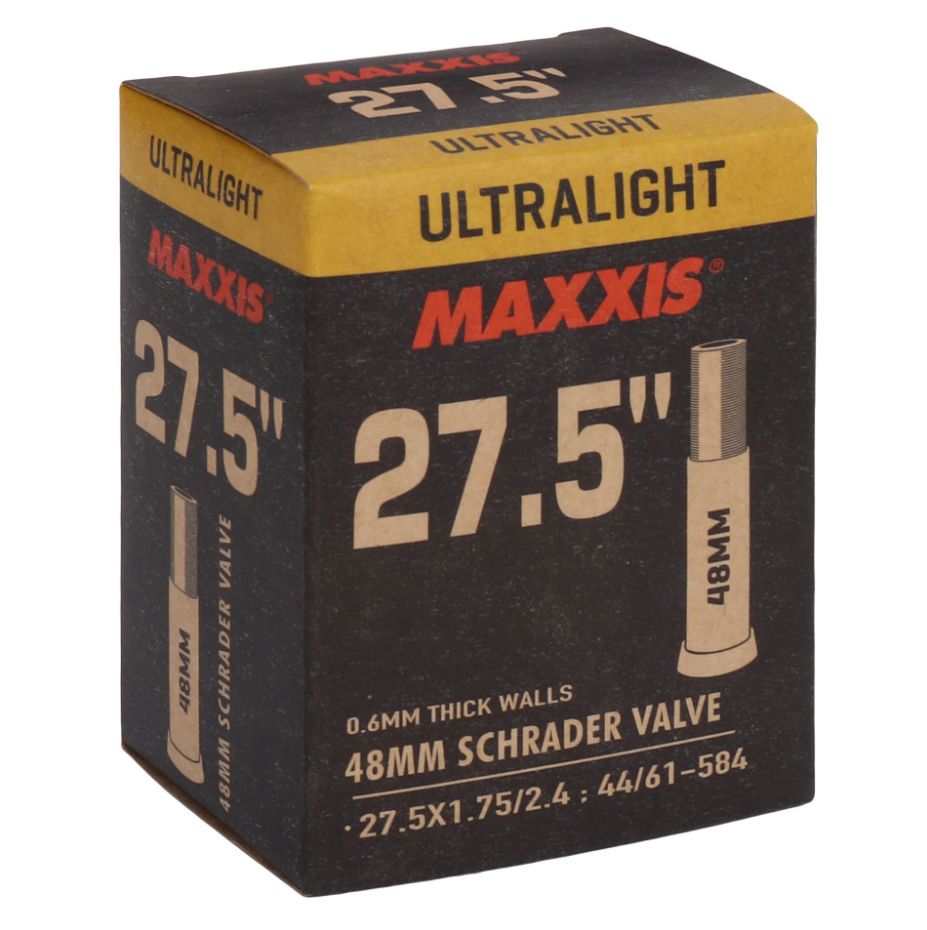 MAXXIS
27.5"
ULTRALIGHT
ULTRALIGHT
MAXXIS
27.5"
48MM
48MM SCHRADER VALVE
ULTRALIGHT
MAXXIS®
27.5"
48MM
0.6MM THICK WALLS
48MM SCHRADER VALVE
· 27.5X1.75/2.4 ; 44/61-584